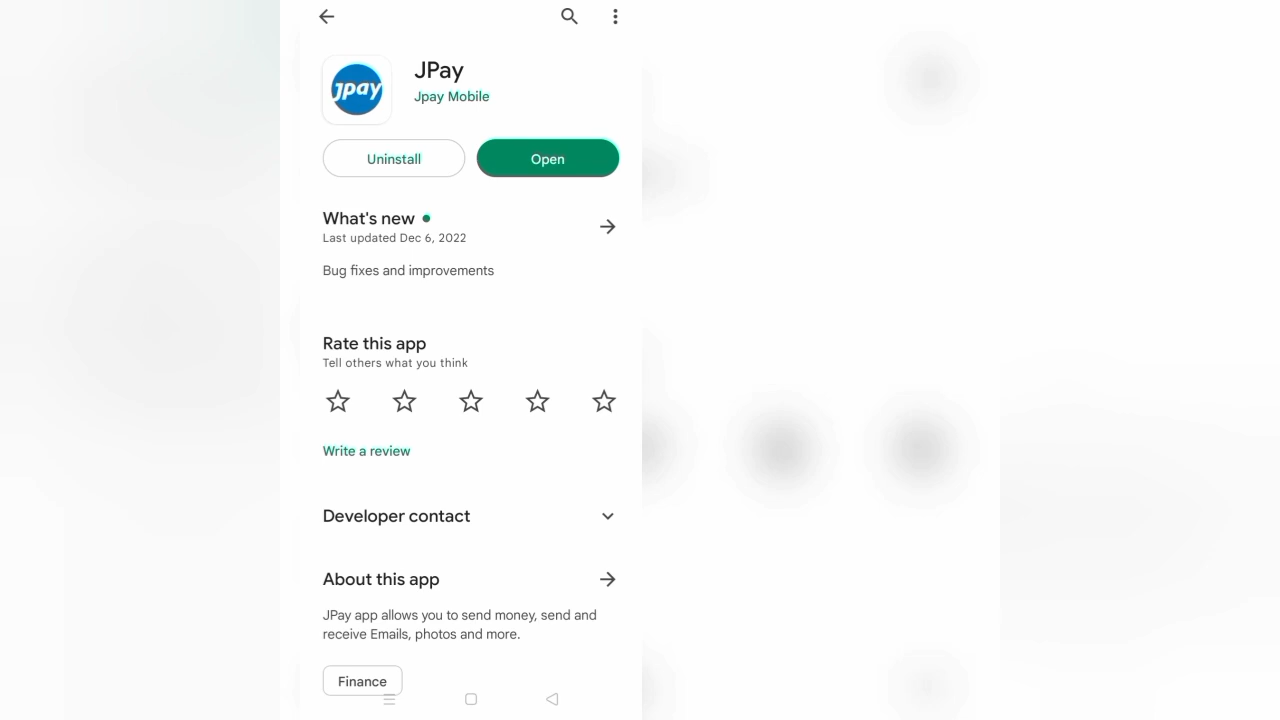 jpay
JPay
Jpay Mobile
Uninstall
Open
What's new
Last updated Dec 6, 2022
Bug fixes and improvements
Rate this app
Tell others what you think
Write a review
Developer contact
About this app
JPay app allows you to send money, send and
receive Emails, photos and more.
Finance